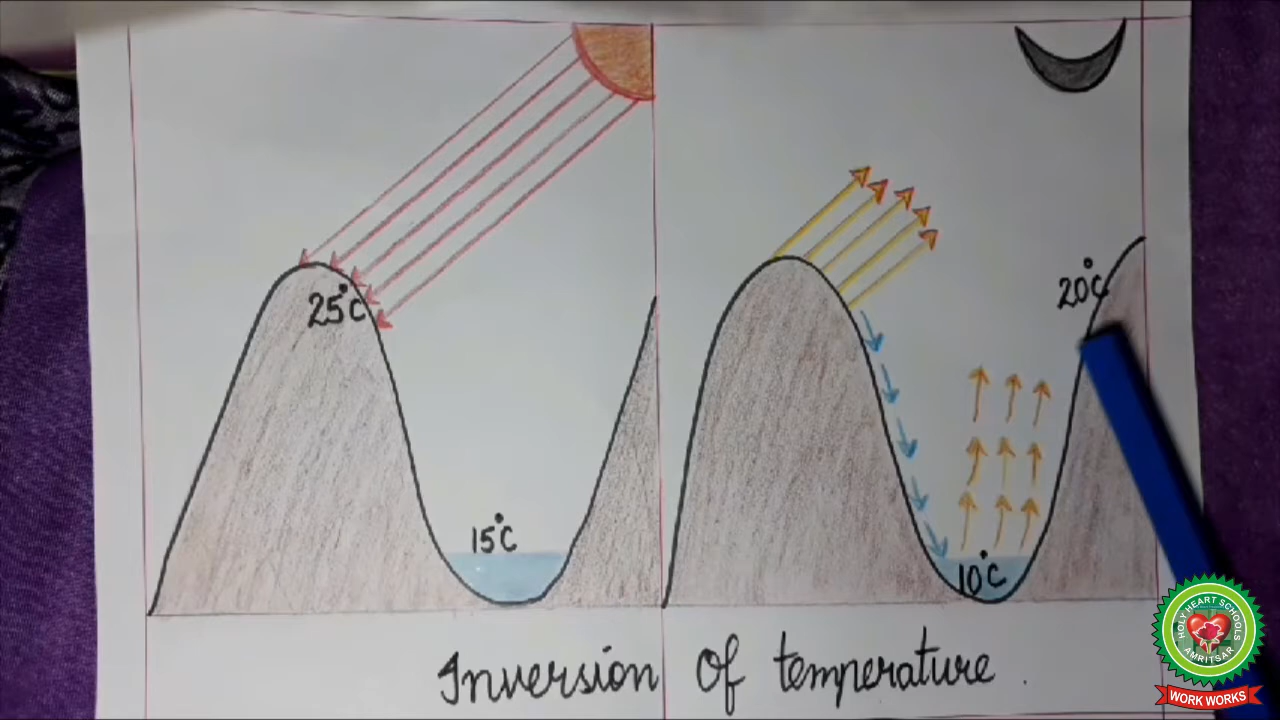 25°C
15°C
20°C
10°C
Inversion Of temperature.
HOLY HEART SCHOOLS
AMRITSAR
WORK WORKS